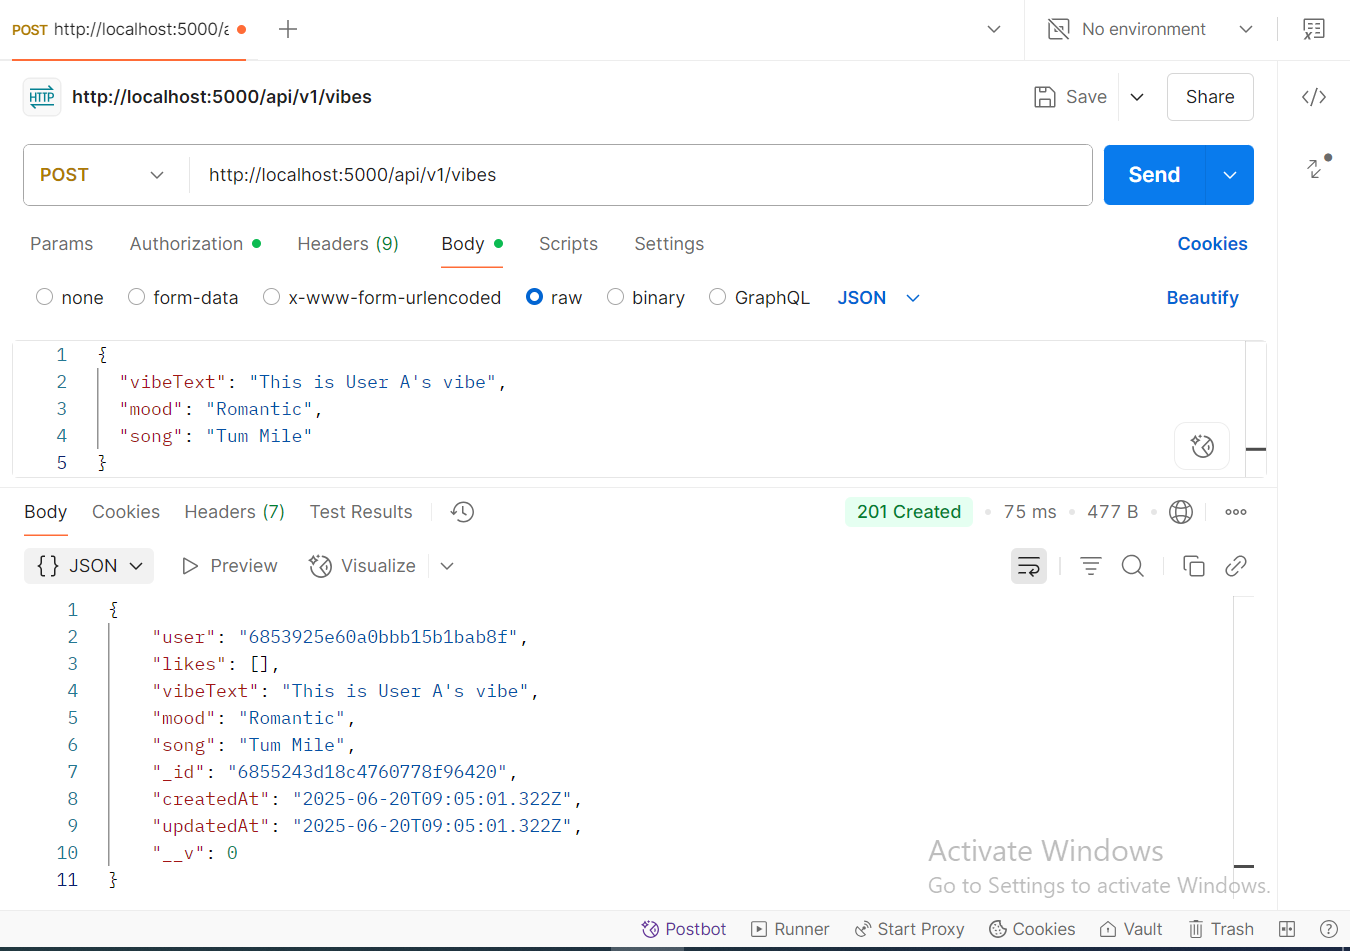 POST http://localhost:5000/a
No environment
HTTP http://localhost:5000/api/v1/vibes
Save
Share
POST
http://localhost:5000/api/v1/vibes
Send
Params
Authorization
Headers (9)
Body
Scripts
Settings
Cookies
none
form-data
x-www-form-urlencoded
raw
binary
GraphQL
JSON
Beautify
1 {
2 "vibeText": "This is User A's vibe",
3 "mood": "Romantic",
4 "song": "Tum Mile"
5 }
Body
Cookies
Headers (7)
Test Results
201 Created
75 ms
477 B
{} JSON
Preview
Visualize
1 {
2 "user": "6853925e60a0bbb15b1bab8f",
3 "likes": [],
4 "vibeText": "This is User A's vibe",
5 "mood": "Romantic",
6 "song": "Tum Mile",
7 "_id": "6855243d18c4760778f96420",
8 "createdAt": "2025-06-20T09:05:01.322Z",
9 "updatedAt": "2025-06-20T09:05:01.322Z",
10 "__v": 0
11 }
Activate Windows
Go to Settings to activate Windows.
Postbot
Runner
Start Proxy
Cookies
Vault
Trash